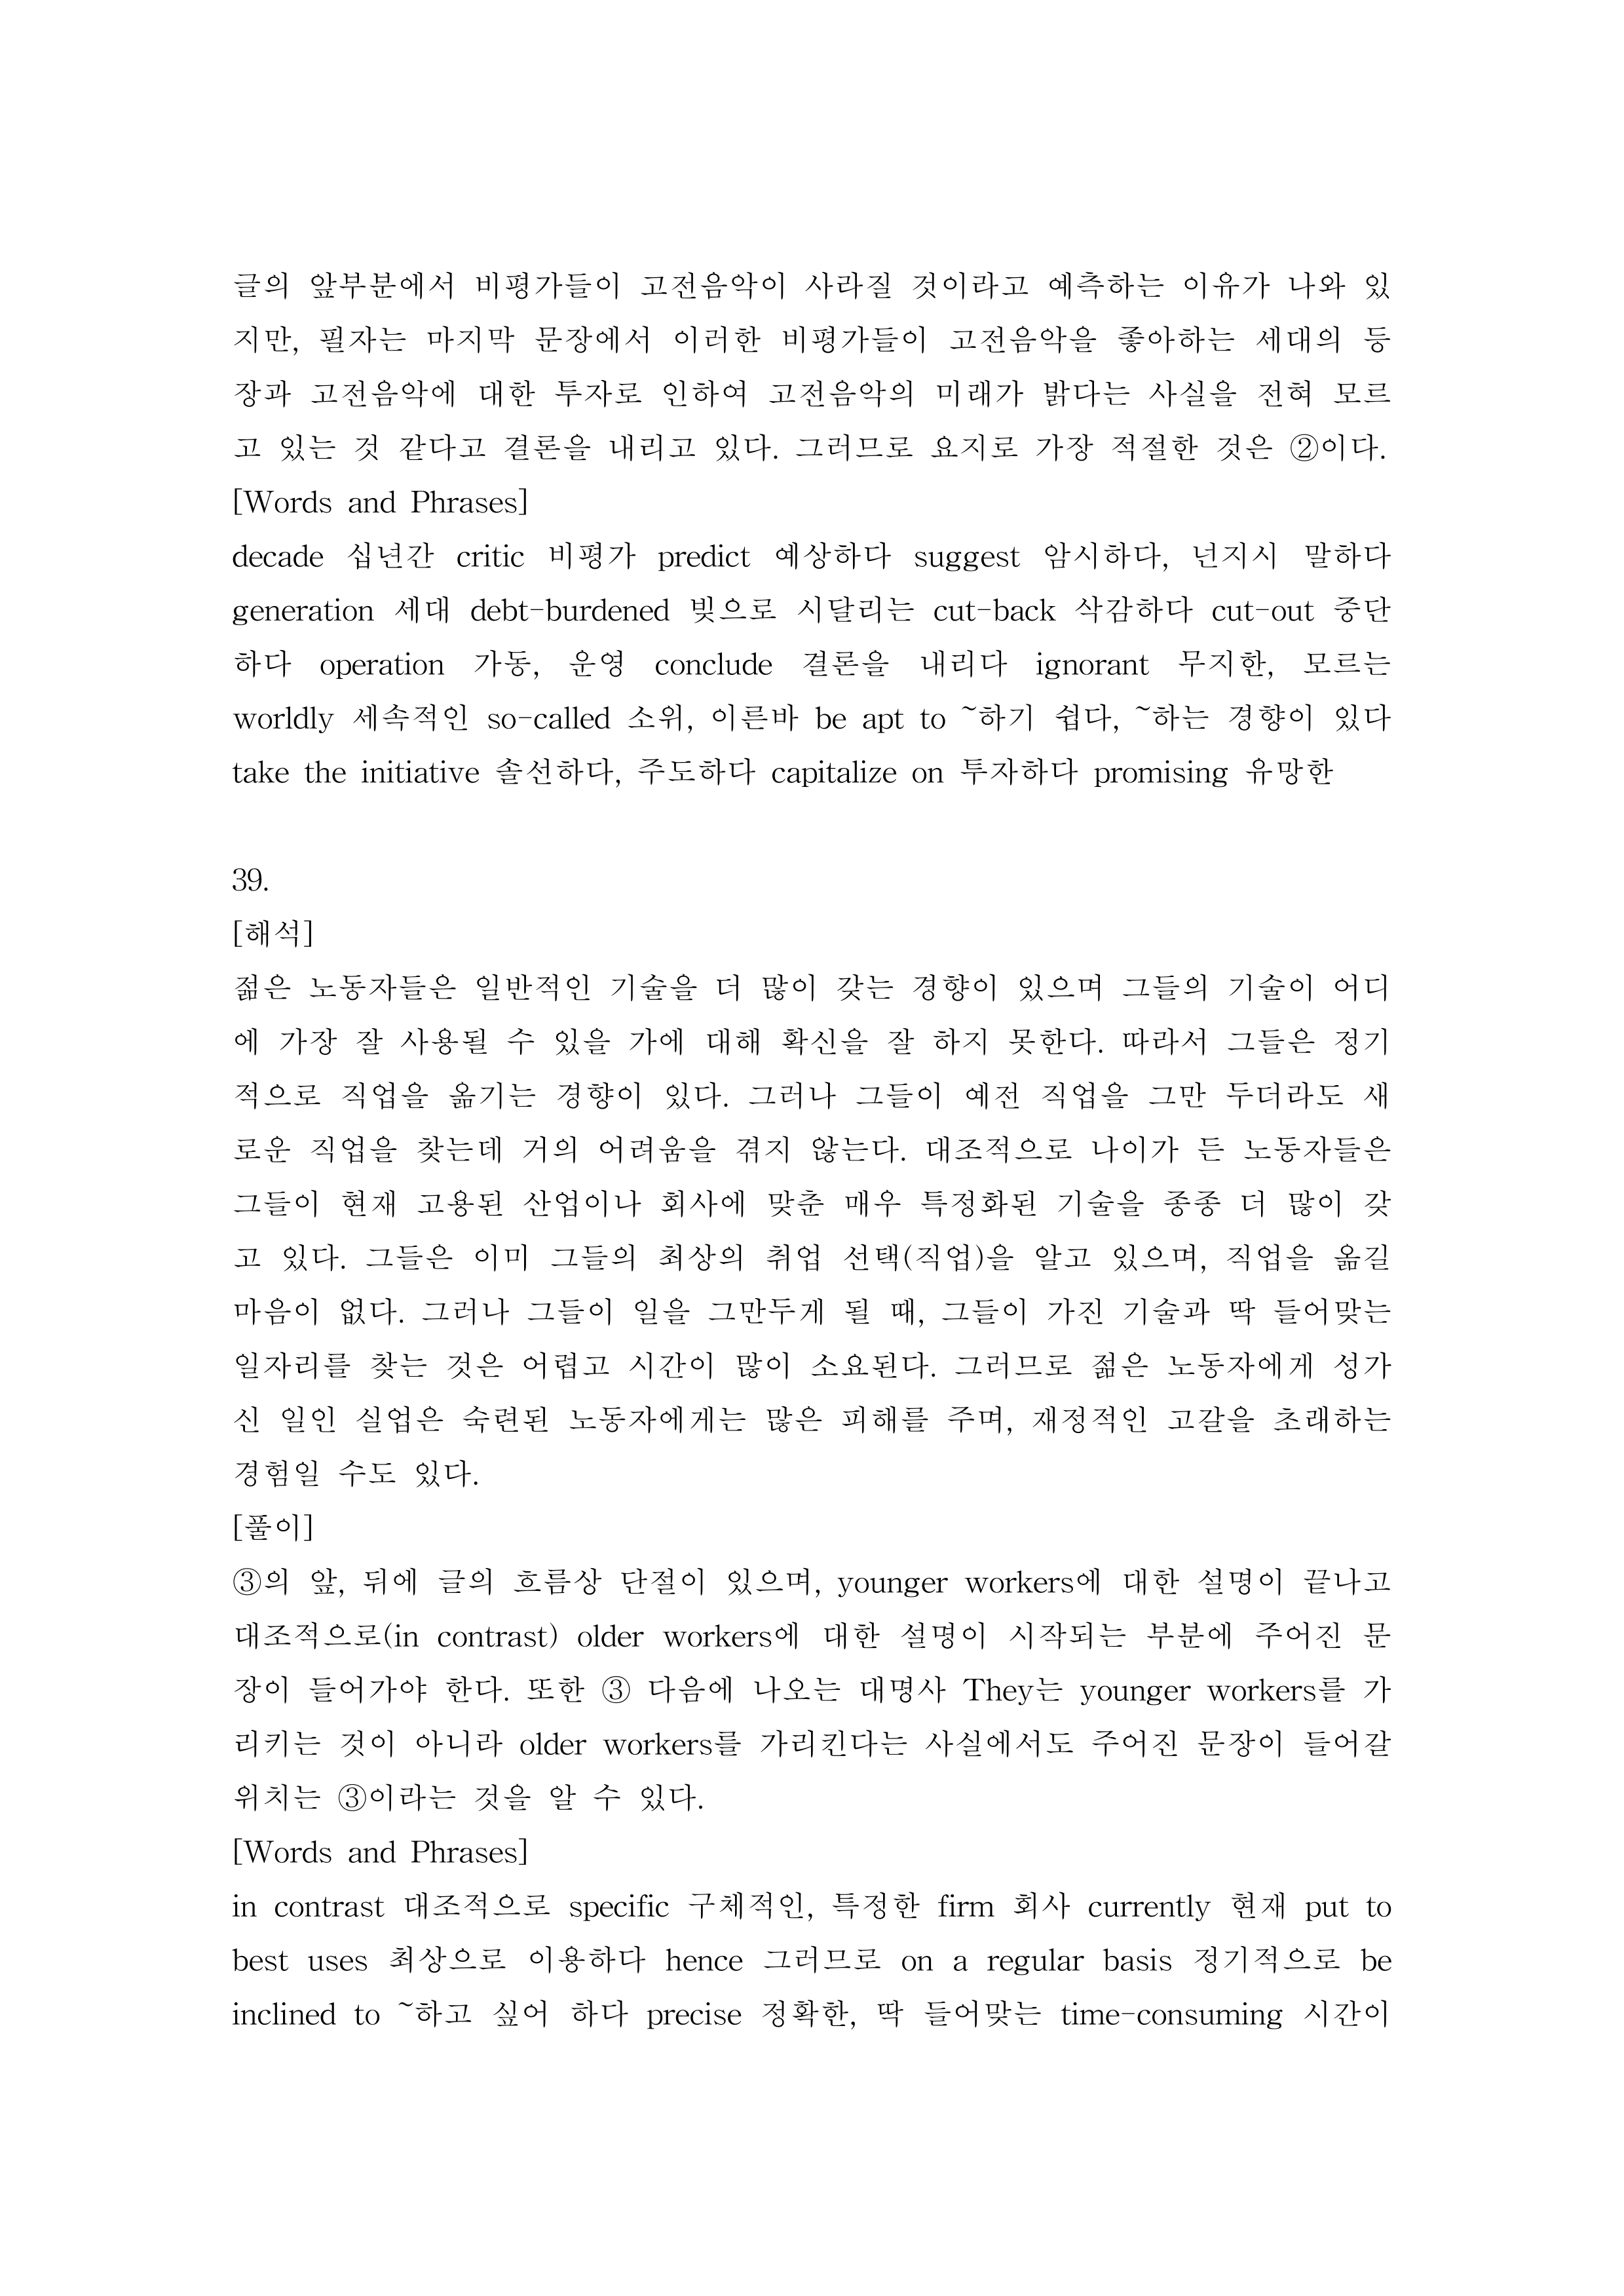 글의 앞부분에서 비평가들이 고전음악이 사라질 것이라고 예측하는 이유가 나와 있
지만, 필자는 마지막 문장에서 이러한 비평가들이 고전음악을 좋아하는 세대의 등
장과 고전음악에 대한 투자로 인하여 고전음악의 미래가 밝다는 사실을 전혀 모르
고 있는 것 같다고 결론을 내리고 있다. 그러므로 요지로 가장 적절한 것은 ②이다.
[Words and Phrases]
decade 십년간 critic 비평가 predict 예상하다 suggest 암시하다, 넌지시 말하다
generation 세대 debt-burdened 빚으로 시달리는 cut-back 삭감하다 cut-out 중단
하다 operation 가동, 운영 conclude 결론을 내리다 ignorant 무지한, 모르는
worldly 세속적인 so-called 소위, 이른바 be apt to ~하기 쉽다, ~하는 경향이 있다
take the initiative 솔선하다, 주도하다 capitalize on 투자하다 promising 유망한
39.
[해석]
젊은 노동자들은 일반적인 기술을 더 많이 갖는 경향이 있으며 그들의 기술이 어디
에 가장 잘 사용될 수 있을 가에 대해 확신을 잘 하지 못한다. 따라서 그들은 정기
적으로 직업을 옮기는 경향이 있다. 그러나 그들이 예전 직업을 그만 두더라도 새
로운 직업을 찾는데 거의 어려움을 겪지 않는다. 대조적으로 나이가 든 노동자들은
그들이 현재 고용된 산업이나 회사에 맞춘 매우 특정화된 기술을 종종 더 많이 갖
고 있다. 그들은 이미 그들의 최상의 취업 선택(직업)을 알고 있으며, 직업을 옮길
마음이 없다. 그러나 그들이 일을 그만두게 될 때, 그들이 가진 기술과 딱 들어맞는
일자리를 찾는 것은 어렵고 시간이 많이 소요된다. 그러므로 젊은 노동자에게 성가
신 일인 실업은 숙련된 노동자에게는 많은 피해를 주며, 재정적인 고갈을 초래하는
경험일 수도 있다.
[풀이]
③의 앞, 뒤에 글의 흐름상 단절이 있으며, younger workers에 대한 설명이 끝나고
대조적으로(in contrast) older workers에 대한 설명이 시작되는 부분에 주어진 문
장이 들어가야 한다. 또한 ③ 다음에 나오는 대명사 They는 younger workers를 가
리키는 것이 아니라 older workers를 가리킨다는 사실에서도 주어진 문장이 들어갈
위치는 ③이라는 것을 알 수 있다.
[Words and Phrases]
in contrast 대조적으로 specific 구체적인, 특정한 firm 회사 currently 현재 put to
best uses 최상으로 이용하다 hence 그러므로 on a regular basis 정기적으로 be
inclined to ~하고 싶어 하다 precise 정확한, 딱 들어맞는 time-consuming 시간이